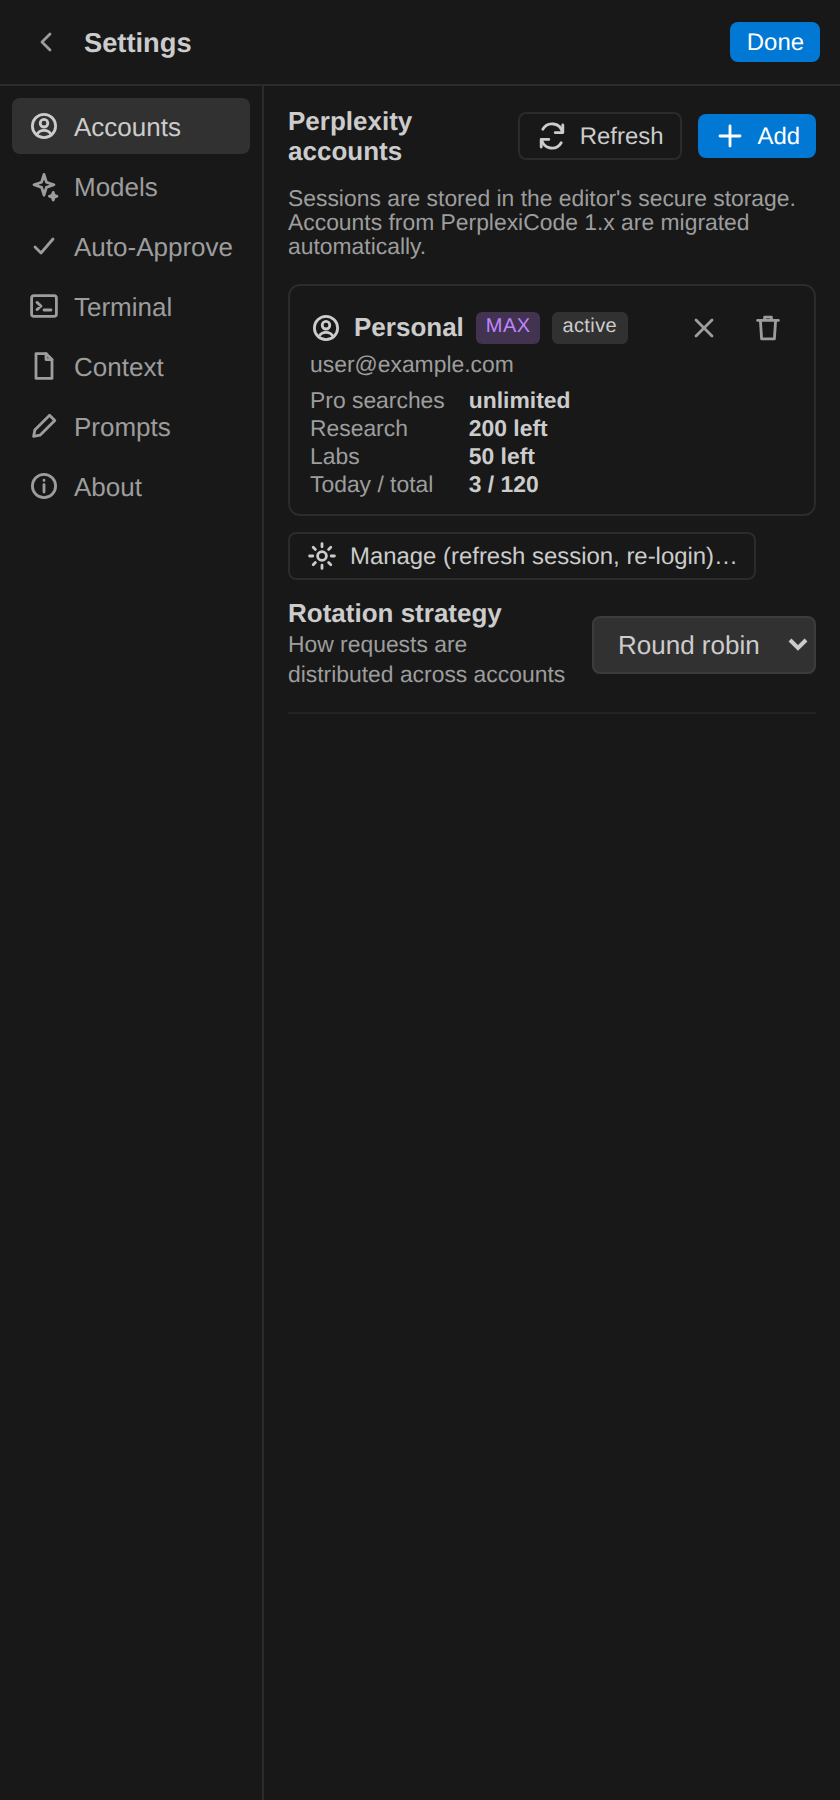 Settings
Done
Accounts
Models
Auto-Approve
Terminal
Context
Prompts
About
Perplexity
accounts
Refresh
Add
Sessions are stored in the editor's secure storage.
Accounts from PerplexiCode 1.x are migrated
automatically.
Personal MAX active
user@example.com
Pro searches unlimited
Research 200 left
Labs 50 left
Today / total 3 / 120
Manage (refresh session, re-login)…
Rotation strategy
How requests are
distributed across accounts
Round robin